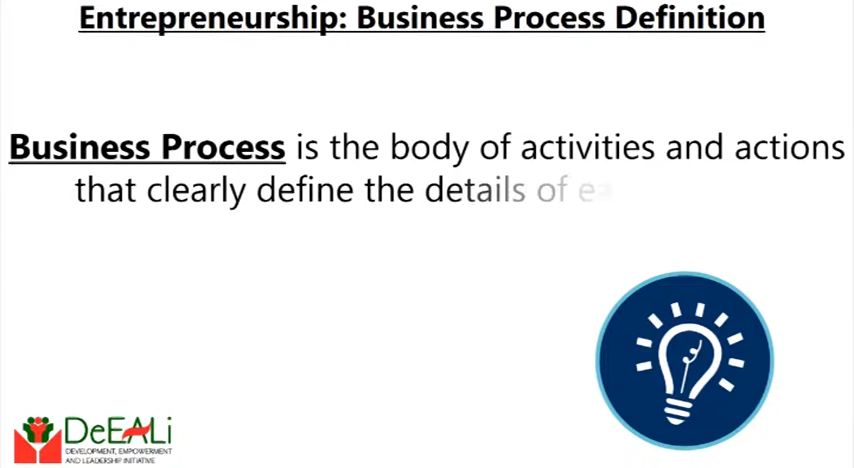 Entrepreneurship: Business Process Definition
Business Process is the body of activities and actions
that clearly define the details of
DeEALi
DEVELOPMENT, EMPOWERMENT
AND LEADERSHIP INITIATIVE